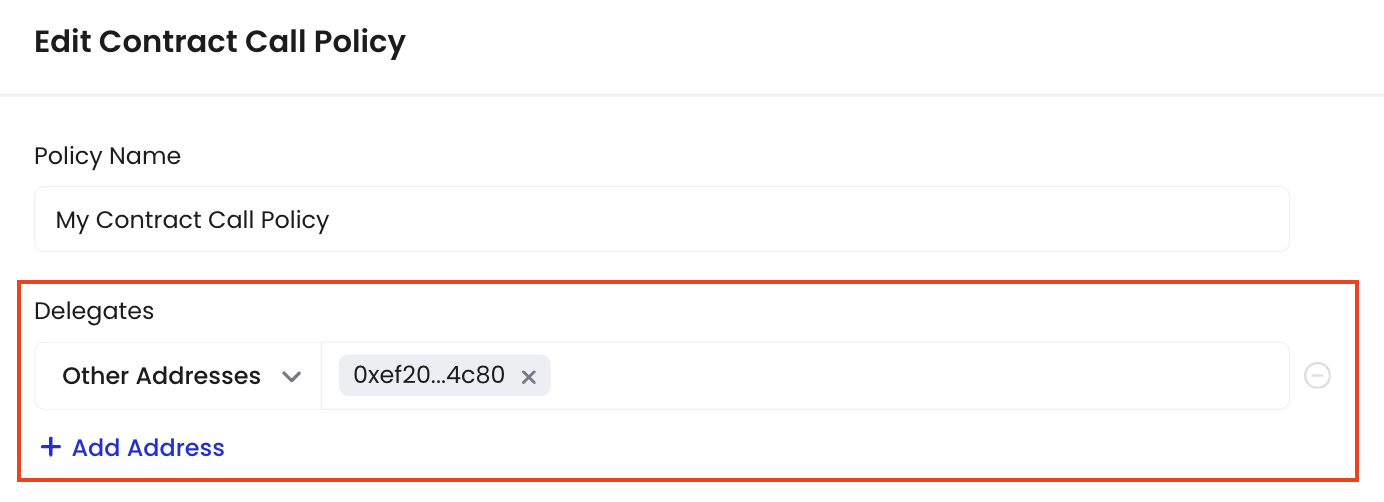 Edit Contract Call Policy
Policy Name
My Contract Call Policy
Delegates
Other Addresses 0xef20...4c80
Add Address